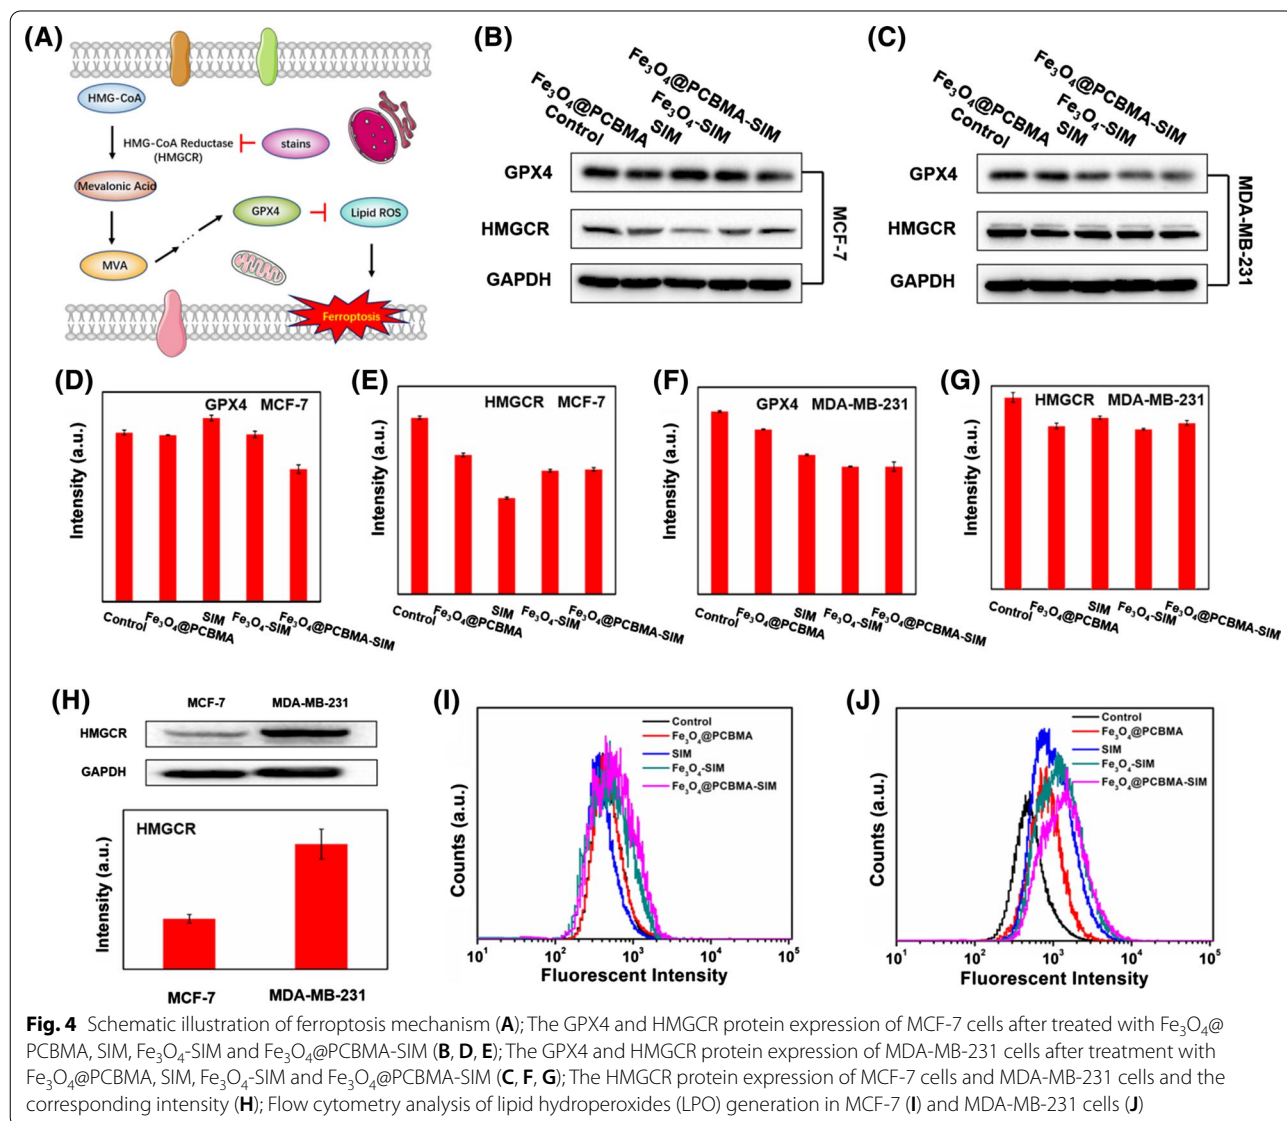 (A)
HMG-CoA
HMG-CoA Reductase
(HMGCR)
stains
Mevalonic Acid
GPX4
Lipid ROS
MVA
Ferroptosis
(B)
Control
Fe3O4@PCBMA
SIM
Fe3O4-SIM
Fe3O4@PCBMA-SIM
GPX4
HMGCR
GAPDH
MCF-7
(C)
Control
Fe3O4@PCBMA
SIM
Fe3O4-SIM
Fe3O4@PCBMA-SIM
GPX4
HMGCR
GAPDH
MDA-MB-231
(D)
GPX4 MCF-7
Intensity (a.u.)
Control
Fe3O4@PCBMA
SIM
Fe3O4-SIM
Fe3O4@PCBMA-SIM
(E)
HMGCR MCF-7
Intensity (a.u.)
Control
Fe3O4@PCBMA
SIM
Fe3O4-SIM
Fe3O4@PCBMA-SIM
(F)
GPX4 MDA-MB-231
Intensity (a.u.)
Control
Fe3O4@PCBMA
SIM
Fe3O4-SIM
Fe3O4@PCBMA-SIM
(G)
HMGCR MDA-MB-231
Intensity (a.u.)
Control
Fe3O4@PCBMA
SIM
Fe3O4-SIM
Fe3O4@PCBMA-SIM
(H)
MCF-7 MDA-MB-231
HMGCR
GAPDH
HMGCR
Intensity (a.u.)
MCF-7 MDA-MB-231
(I)
Control
Fe3O4@PCBMA
SIM
Fe3O4-SIM
Fe3O4@PCBMA-SIM
Counts (a.u.)
10^1 10^2 10^3 10^4 10^5
Fluorescent Intensity
(J)
Control
Fe3O4@PCBMA
SIM
Fe3O4-SIM
Fe3O4@PCBMA-SIM
Counts (a.u.)
10^1 10^2 10^3 10^4 10^5
Fluorescent Intensity
Fig. 4 Schematic illustration of ferroptosis mechanism (A); The GPX4 and HMGCR protein expression of MCF-7 cells after treated with Fe3O4@
PCBMA, SIM, Fe3O4-SIM and Fe3O4@PCBMA-SIM (B, D, E); The GPX4 and HMGCR protein expression of MDA-MB-231 cells after treatment with
Fe3O4@PCBMA, SIM, Fe3O4-SIM and Fe3O4@PCBMA-SIM (C, F, G); The HMGCR protein expression of MCF-7 cells and MDA-MB-231 cells and the
corresponding intensity (H); Flow cytometry analysis of lipid hydroperoxides (LPO) generation in MCF-7 (I) and MDA-MB-231 cells (J)